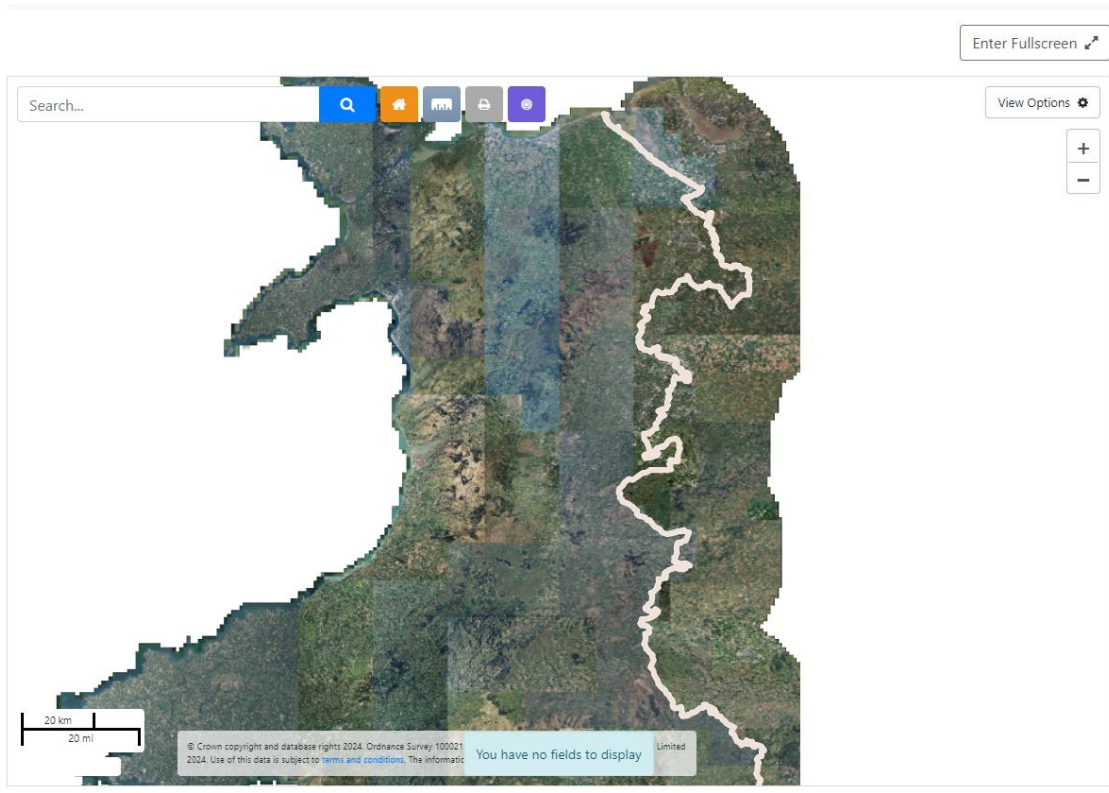 Enter Fullscreen
Search...
View Options
+
−
20 km
20 mi
© Crown copyright and database rights 2024. Ordnance Survey 100021
Limited
2024. Use of this data is subject to terms and conditions. The informatic
You have no fields to display